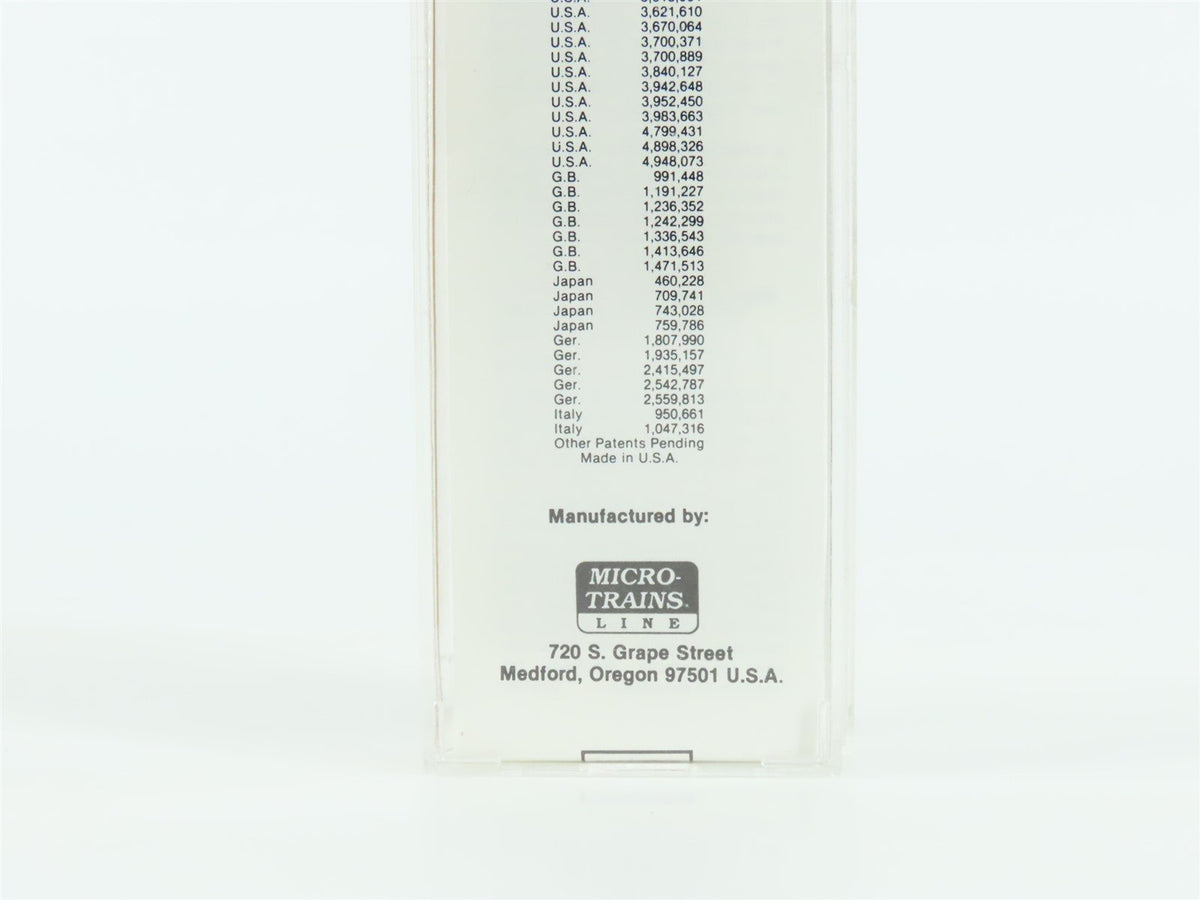 U.S.A. 3,621,610
U.S.A. 3,670,064
U.S.A. 3,700,371
U.S.A. 3,700,889
U.S.A. 3,840,127
U.S.A. 3,942,648
U.S.A. 3,952,450
U.S.A. 3,983,663
U.S.A. 4,799,431
U.S.A. 4,898,326
U.S.A. 4,948,073
G.B. 991,448
G.B. 1,191,227
G.B. 1,236,352
G.B. 1,242,299
G.B. 1,336,543
G.B. 1,413,646
G.B. 1,471,513
Japan 460,228
Japan 709,741
Japan 743,028
Japan 759,786
Ger. 1,807,990
Ger. 1,935,157
Ger. 2,415,497
Ger. 2,542,787
Ger. 2,559,813
Italy 950,661
Italy 1,047,316
Other Patents Pending
Made in U.S.A.
Manufactured by:
MICRO-
TRAINS
LINE
720 S. Grape Street
Medford, Oregon 97501 U.S.A.